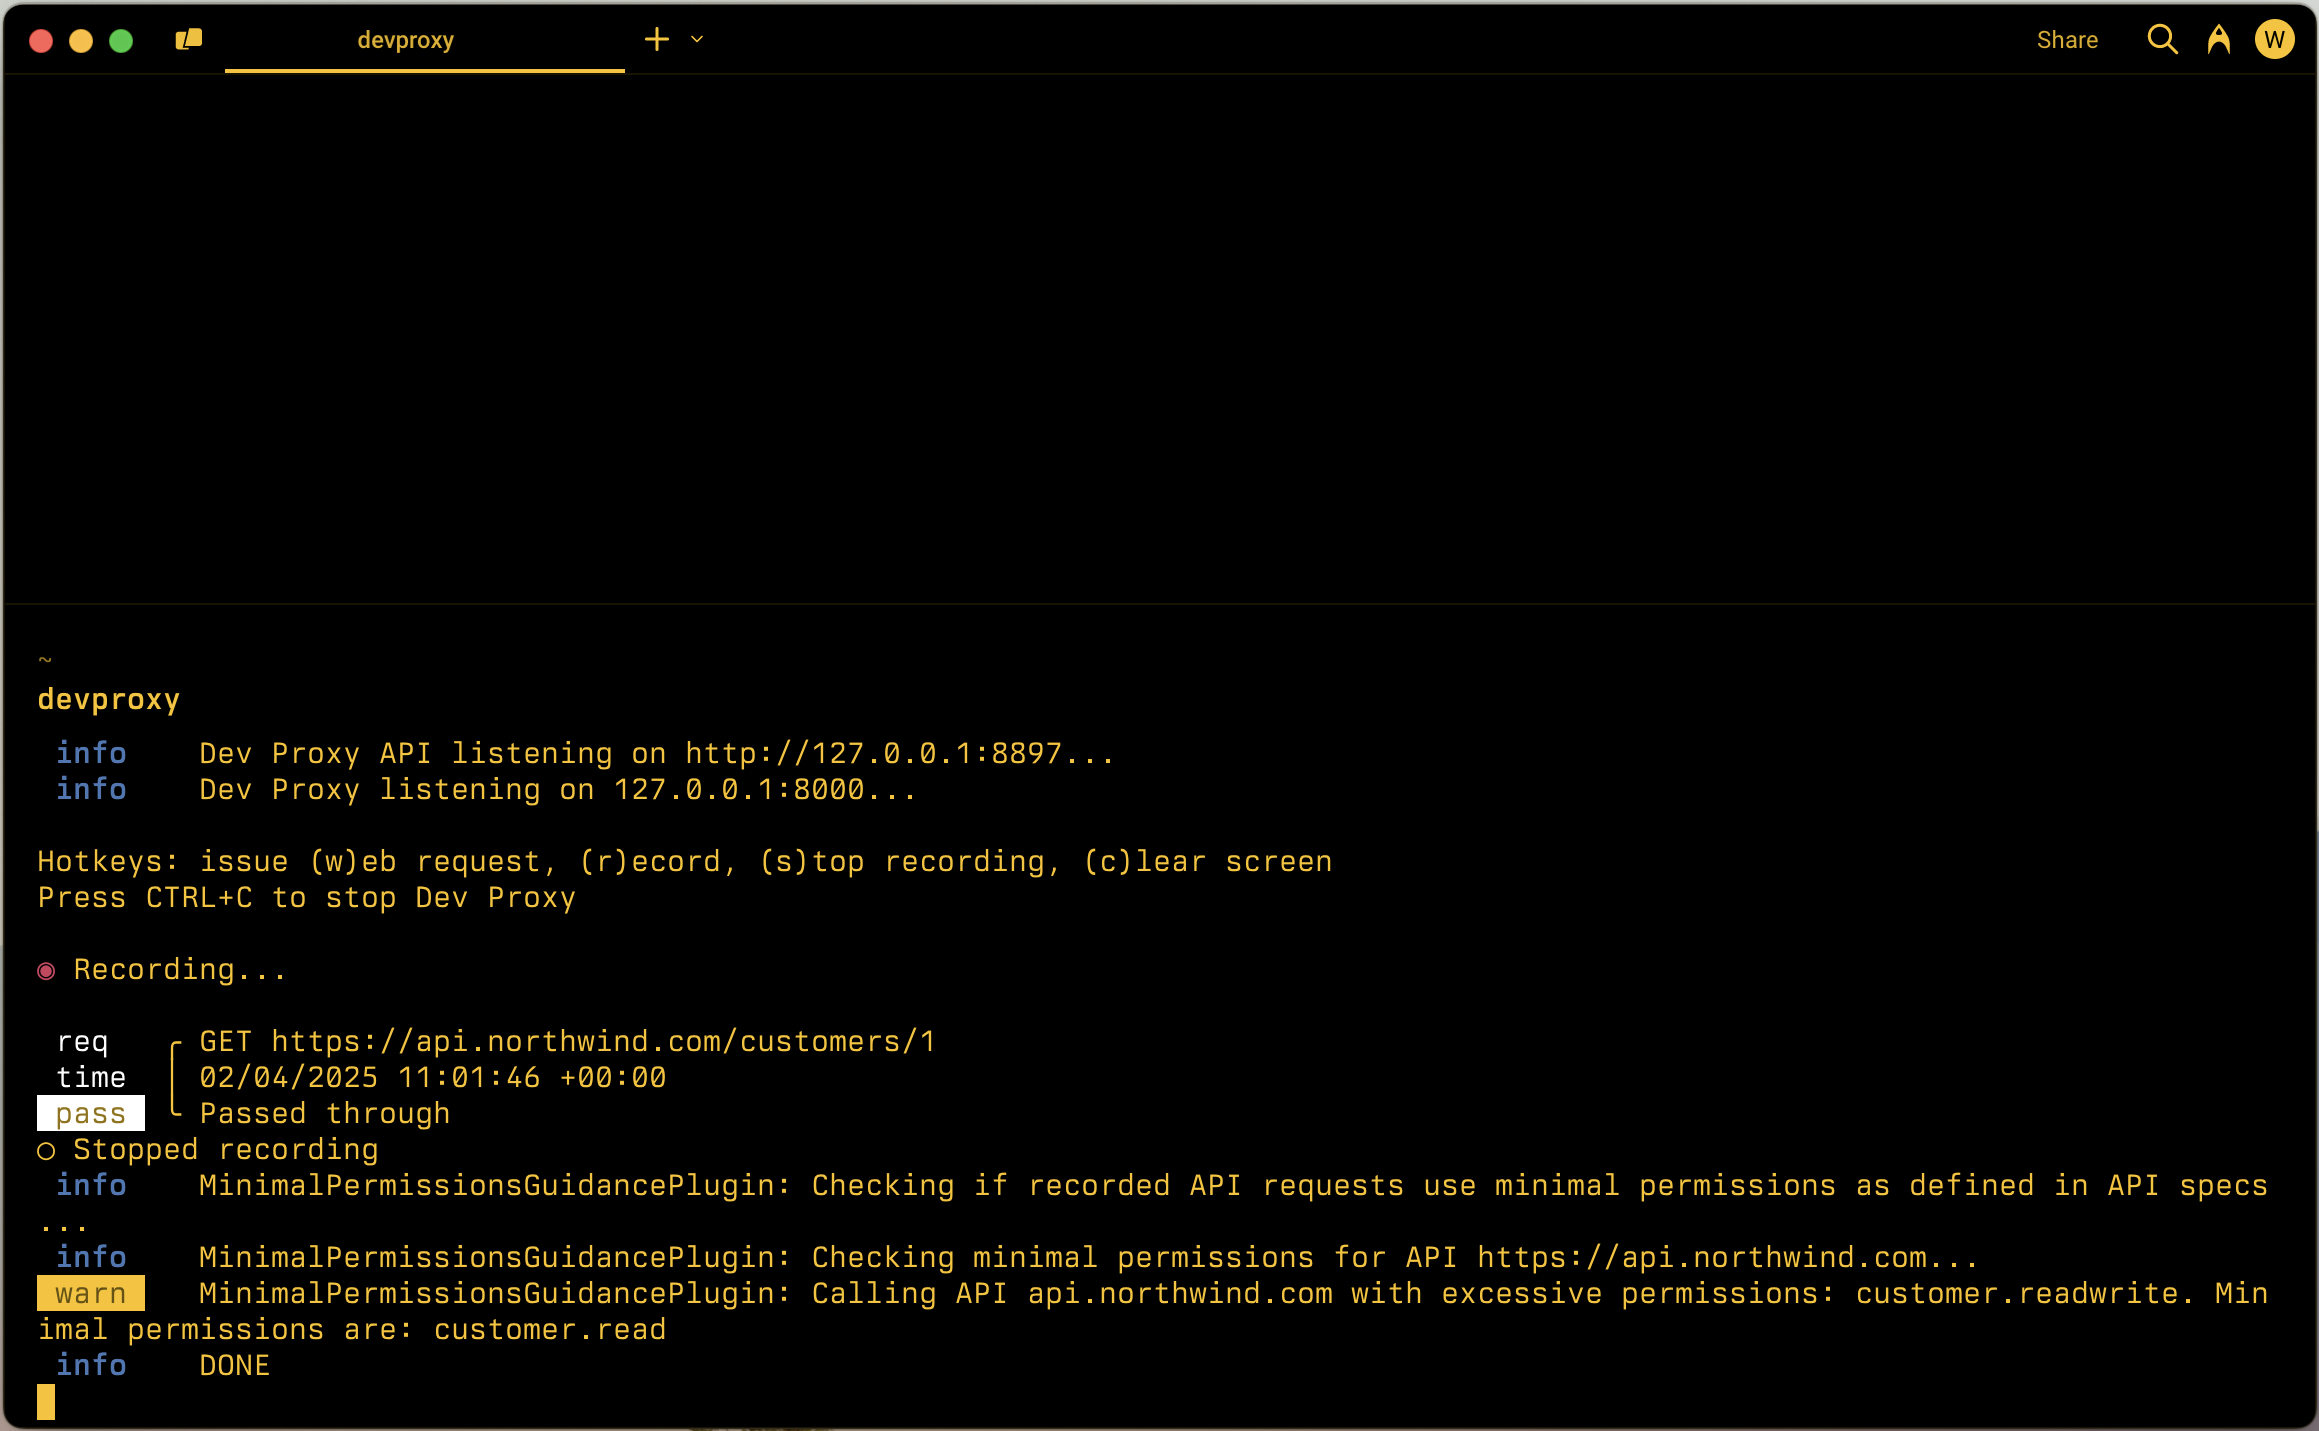 devproxy
Share
W
~
devproxy
info Dev Proxy API listening on http://127.0.0.1:8897...
info Dev Proxy listening on 127.0.0.1:8000...
Hotkeys: issue (w)eb request, (r)ecord, (s)top recording, (c)lear screen
Press CTRL+C to stop Dev Proxy
◉ Recording...
req ╭ GET https://api.northwind.com/customers/1
time │ 02/04/2025 11:01:46 +00:00
pass ╰ Passed through
○ Stopped recording
info MinimalPermissionsGuidancePlugin: Checking if recorded API requests use minimal permissions as defined in API specs
...
info MinimalPermissionsGuidancePlugin: Checking minimal permissions for API https://api.northwind.com...
warn MinimalPermissionsGuidancePlugin: Calling API api.northwind.com with excessive permissions: customer.readwrite. Min
imal permissions are: customer.read
info DONE